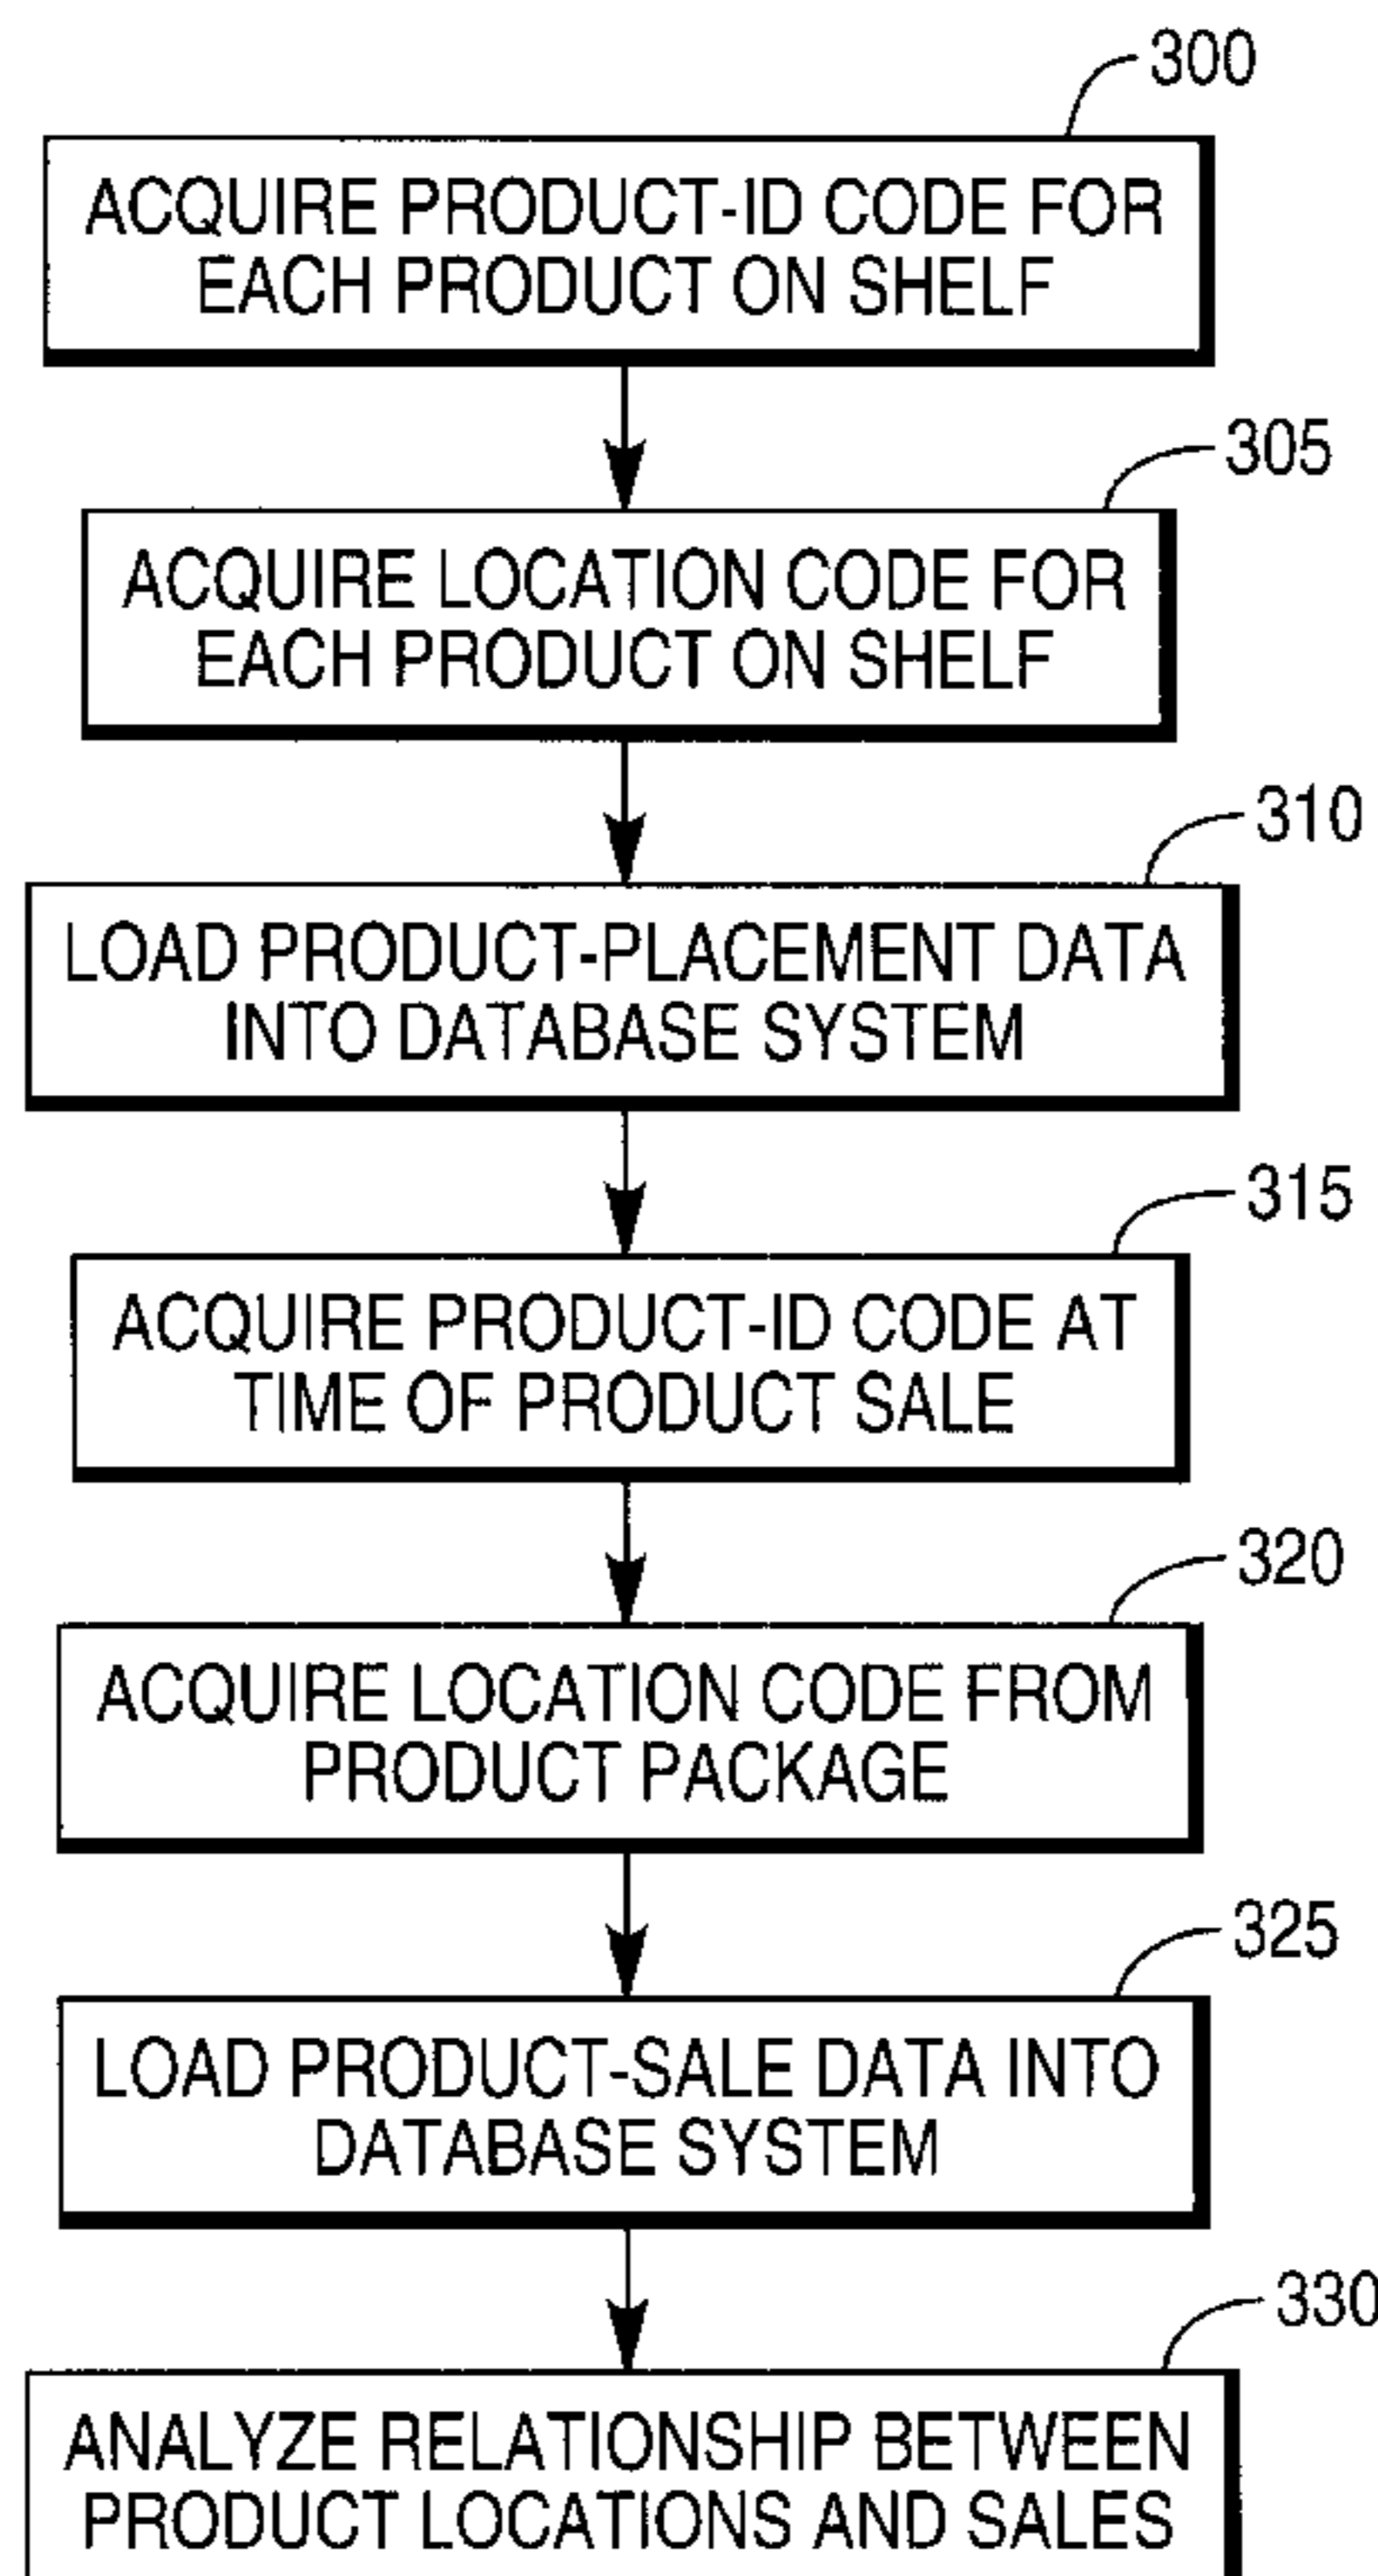 300
ACQUIRE PRODUCT-ID CODE FOR
EACH PRODUCT ON SHELF
305
ACQUIRE LOCATION CODE FOR
EACH PRODUCT ON SHELF
310
LOAD PRODUCT-PLACEMENT DATA
INTO DATABASE SYSTEM
315
ACQUIRE PRODUCT-ID CODE AT
TIME OF PRODUCT SALE
320
ACQUIRE LOCATION CODE FROM
PRODUCT PACKAGE
325
LOAD PRODUCT-SALE DATA INTO
DATABASE SYSTEM
330
ANALYZE RELATIONSHIP BETWEEN
PRODUCT LOCATIONS AND SALES